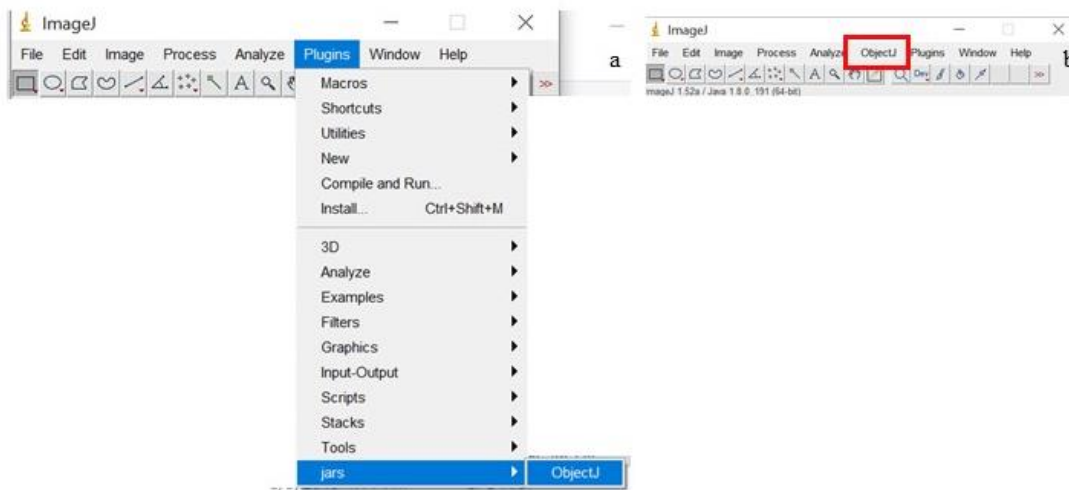 ImageJ
File Edit Image Process Analyze Plugins Window Help
Macros
Shortcuts
Utilities
New
Compile and Run...
Install... Ctrl+Shift+M
3D
Analyze
Examples
Filters
Graphics
Input-Output
Scripts
Stacks
Tools
jars
ObjectJ
a
ImageJ
File Edit Image Process Analyze ObjectJ Plugins Window Help
ImageJ 1.52a / Java 1.8.0_191 (64-bit)
b